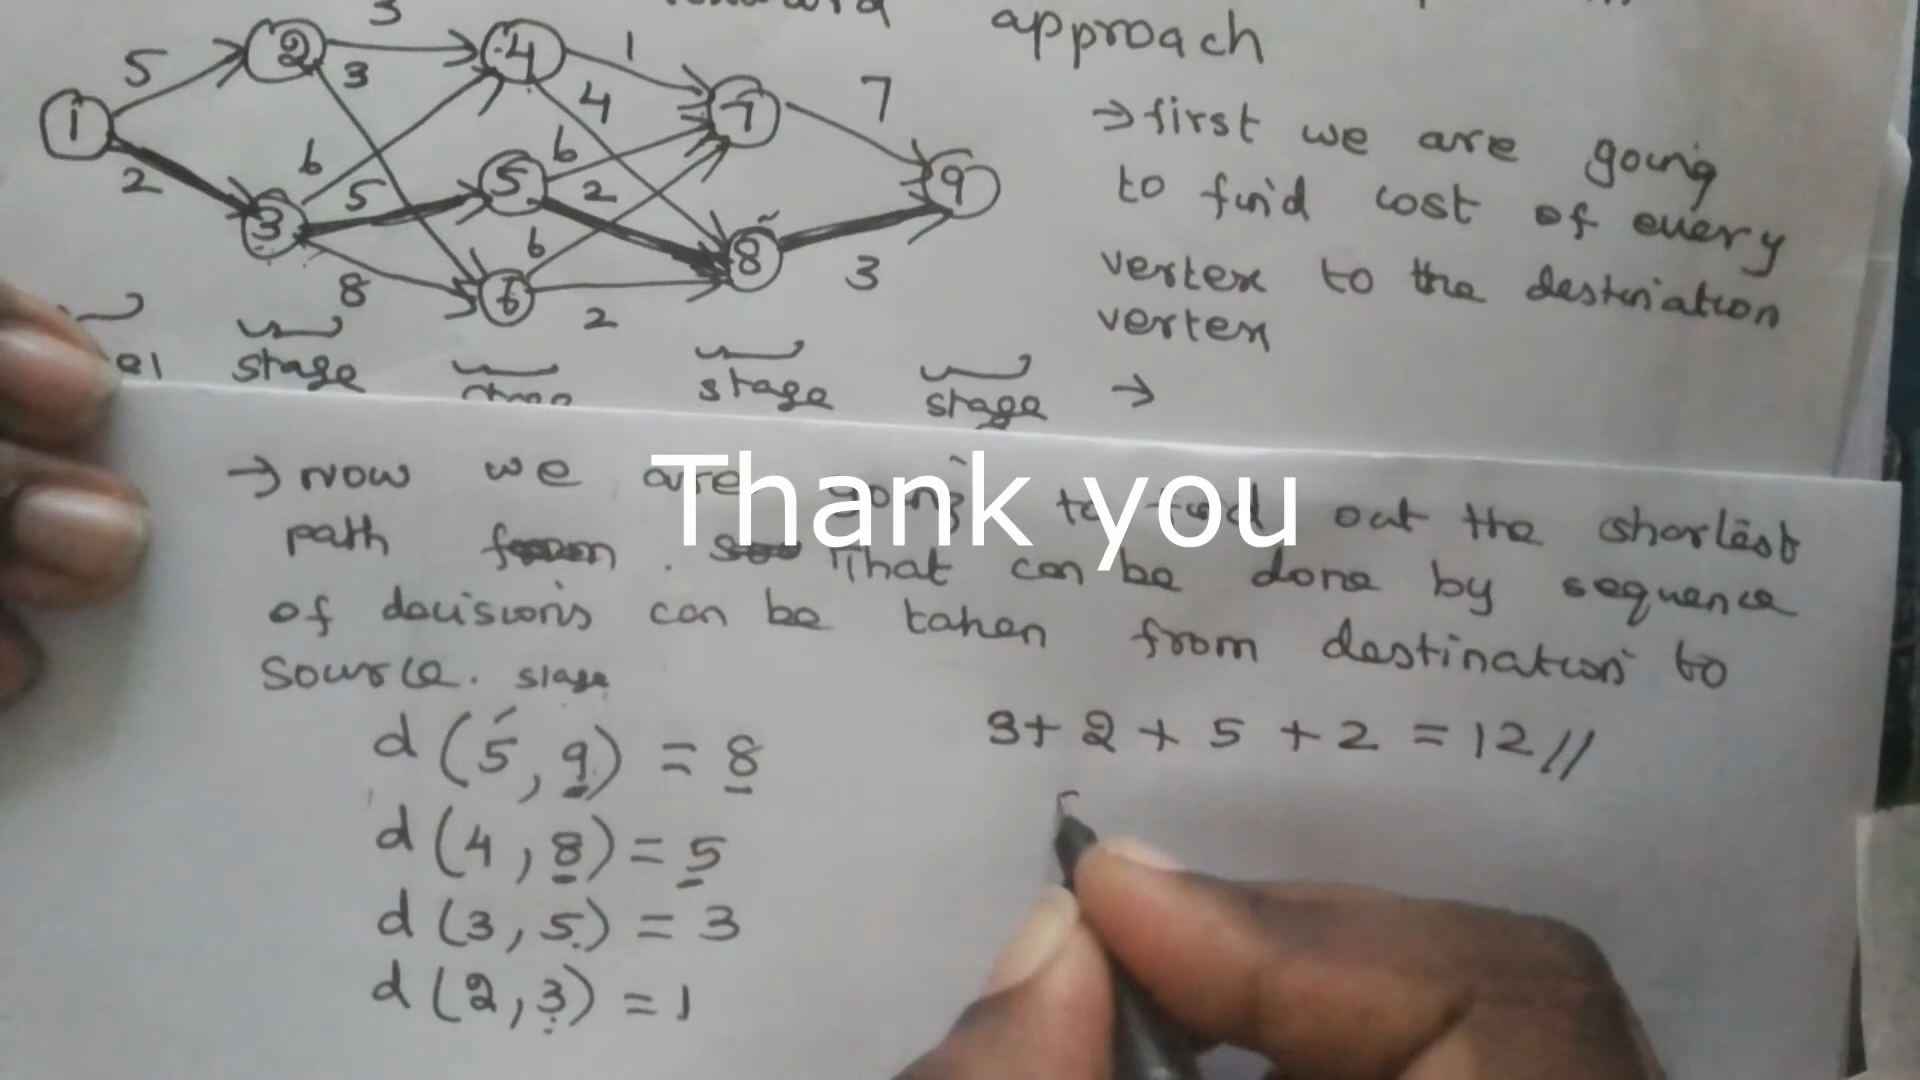 approach
5
3
3
1
4
7
2
6
5
6
2
8
6
2
3
1
2
4
7
3
5
9
8
6
→ first we are going
to find cost of every
vertex to the destination
vertex
→
stage
stage
stage
→ Now we are going to find out the shortest
path . That can be done by sequence
of decisions can be taken from destination to
source. stage
Thank you
d(5, 9) = 8
d(4, 8) = 5
d(3, 5) = 3
d(2, 3) = 1
3 + 2 + 5 + 2 = 12 //